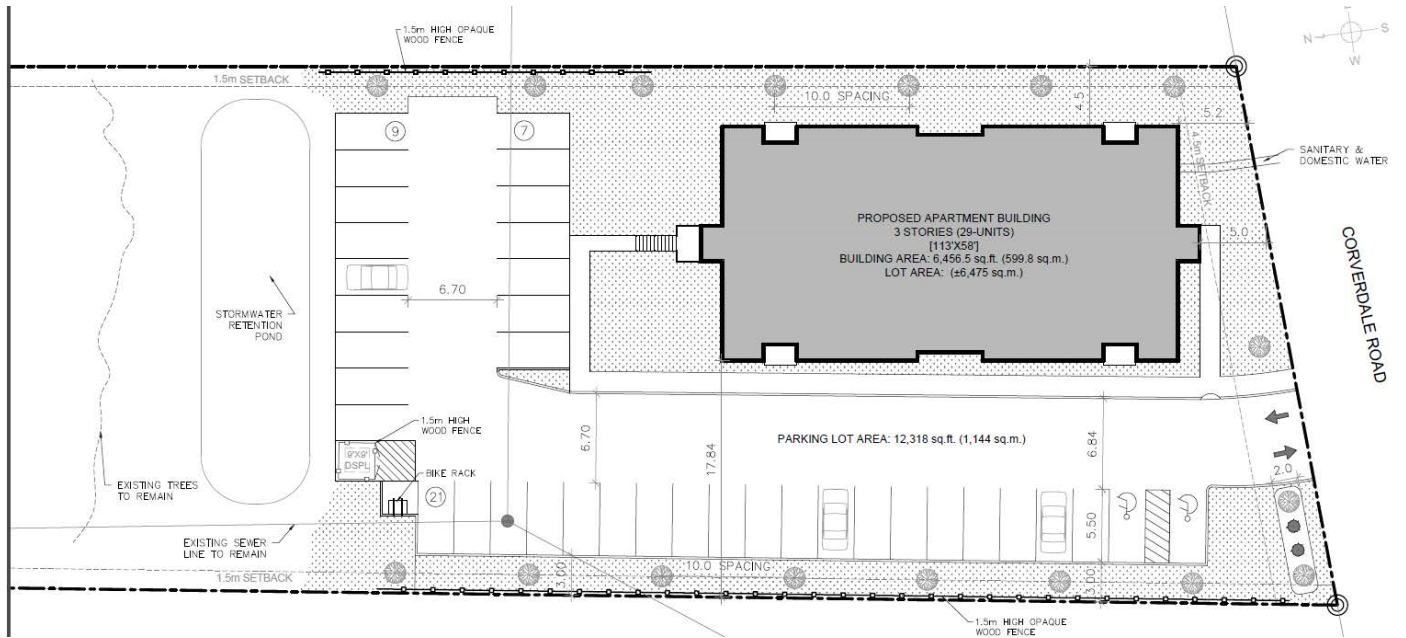 1.5m HIGH OPAQUE
WOOD FENCE
N
S
W
1.5m SETBACK
10.0 SPACING
4.5
5.2
9
7
4.5m SETBACK
SANITARY &
DOMESTIC WATER
PROPOSED APARTMENT BUILDING
3 STORIES (29-UNITS)
[113'X58']
BUILDING AREA: 6,456.5 sq.ft. (599.8 sq.m.)
LOT AREA: (±6,475 sq.m.)
5.0
CORVERDALE ROAD
6.70
STORMWATER
RETENTION
POND
1.5m HIGH
WOOD FENCE
9'X9'
DSPL
BIKE RACK
21
6.70
17.84
PARKING LOT AREA: 12,318 sq.ft. (1,144 sq.m.)
6.84
2.0
EXISTING TREES
TO REMAIN
5.50
EXISTING SEWER
LINE TO REMAIN
1.5m SETBACK
3.00
10.0 SPACING
3.00
1.5m HIGH OPAQUE
WOOD FENCE